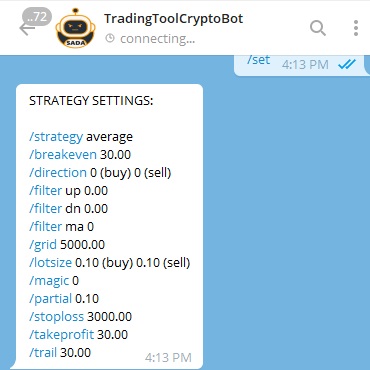 ..72
SADA
TradingToolCryptoBot
connecting...
/set 4:13 PM
STRATEGY SETTINGS:
/strategy average
/breakeven 30.00
/direction 0 (buy) 0 (sell)
/filter up 0.00
/filter dn 0.00
/filter ma 0
/grid 5000.00
/lotsize 0.10 (buy) 0.10 (sell)
/magic 0
/partial 0.10
/stoploss 3000.00
/takeprofit 30.00
/trail 30.00
4:13 PM